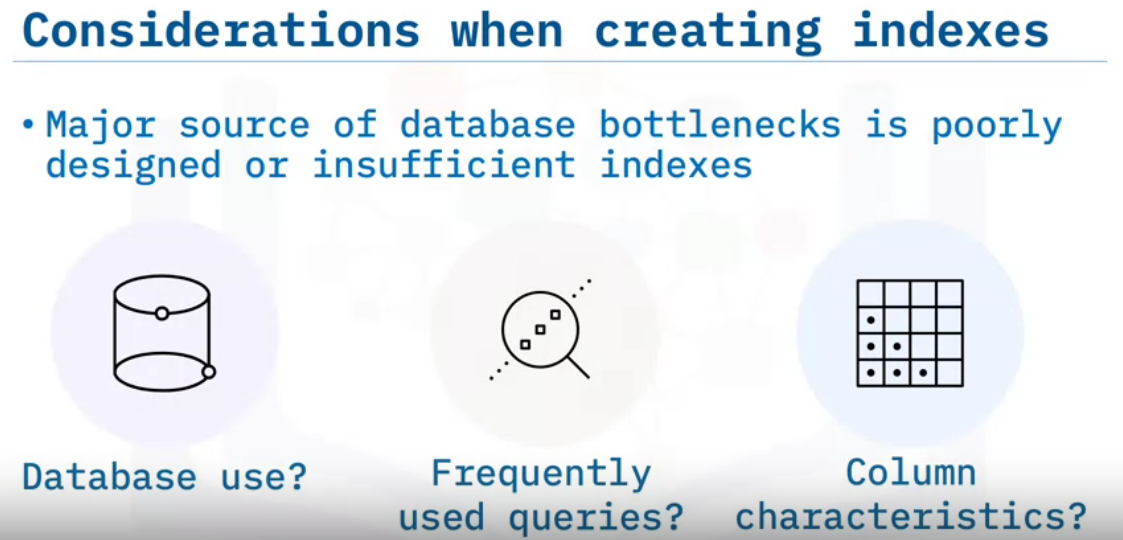 Considerations when creating indexes
• Major source of database bottlenecks is poorly
designed or insufficient indexes
Database use?
Frequently
used queries?
Column
characteristics?